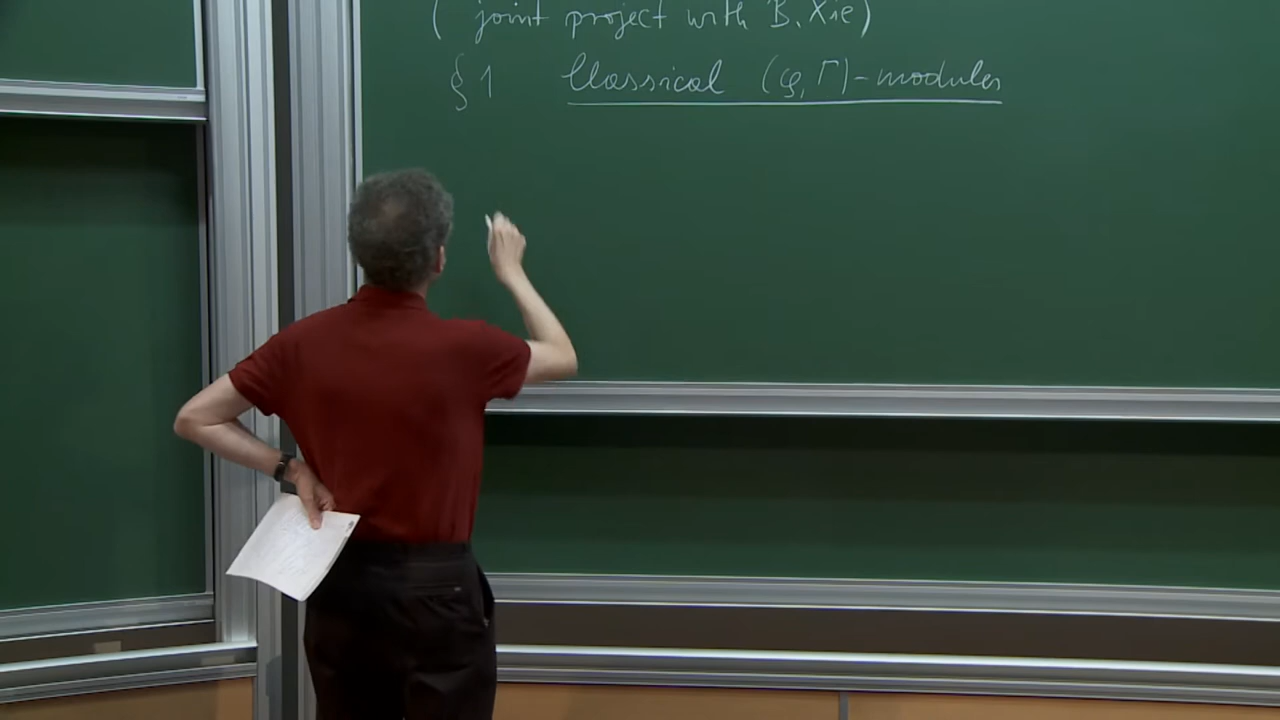 ( joint project with B. Xie)
§ 1 Classical (φ, Γ)-modules